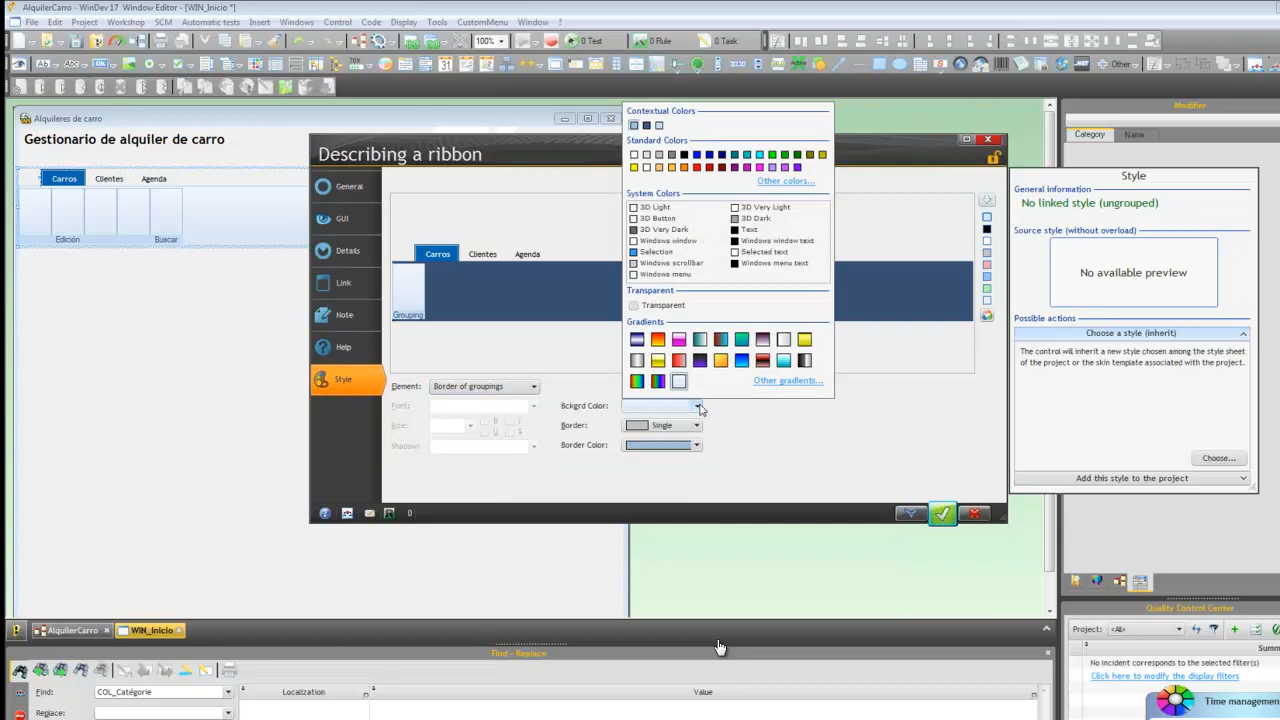 AlquilerCarro - WinDev 17 Window Editor - [WIN_Inicio *]
File Edit Project Workshop SCM Automatic tests Insert Windows Control Code Display Tools CustomMenu Window ?
100% 0 Test 0 Rule 0 Task
Other
Alquileres de carro
Gestionario de alquiler de carro
Carros Clientes Agenda
Edición Buscar
Describing a ribbon
General
GUI
Details
Link
Note
Help
Style
Carros Clientes Agenda
Grouping
Element: Border of groupings
Font:
Size:
Shadow:
Bckgrd Color:
Border: Single
Border Color:
0
Contextual Colors
Standard Colors
Other colors...
System Colors
3D Light 3D Very Light
3D Button 3D Dark
3D Very Dark Text
Windows window Windows window text
Selection Selected text
Windows scrollbar Windows menu text
Windows menu
Transparent
Transparent
Gradients
Other gradients...
Modifier
Category Name
Style
General information
No linked style (ungrouped)
Source style (without overload)
No available preview
Possible actions
Choose a style (inherit)
The control will inherit a new style chosen among the style sheet
of the project or the skin template associated with the project.
Choose...
Add this style to the project
AlquilerCarro WIN_Inicio
Find - Replace
Find: COL_Catégorie
Replace:
Localization Value
Quality Control Center
Project: <All>
Summ
No incident corresponds to the selected filter(s)
Click here to modify the display filters
Time management